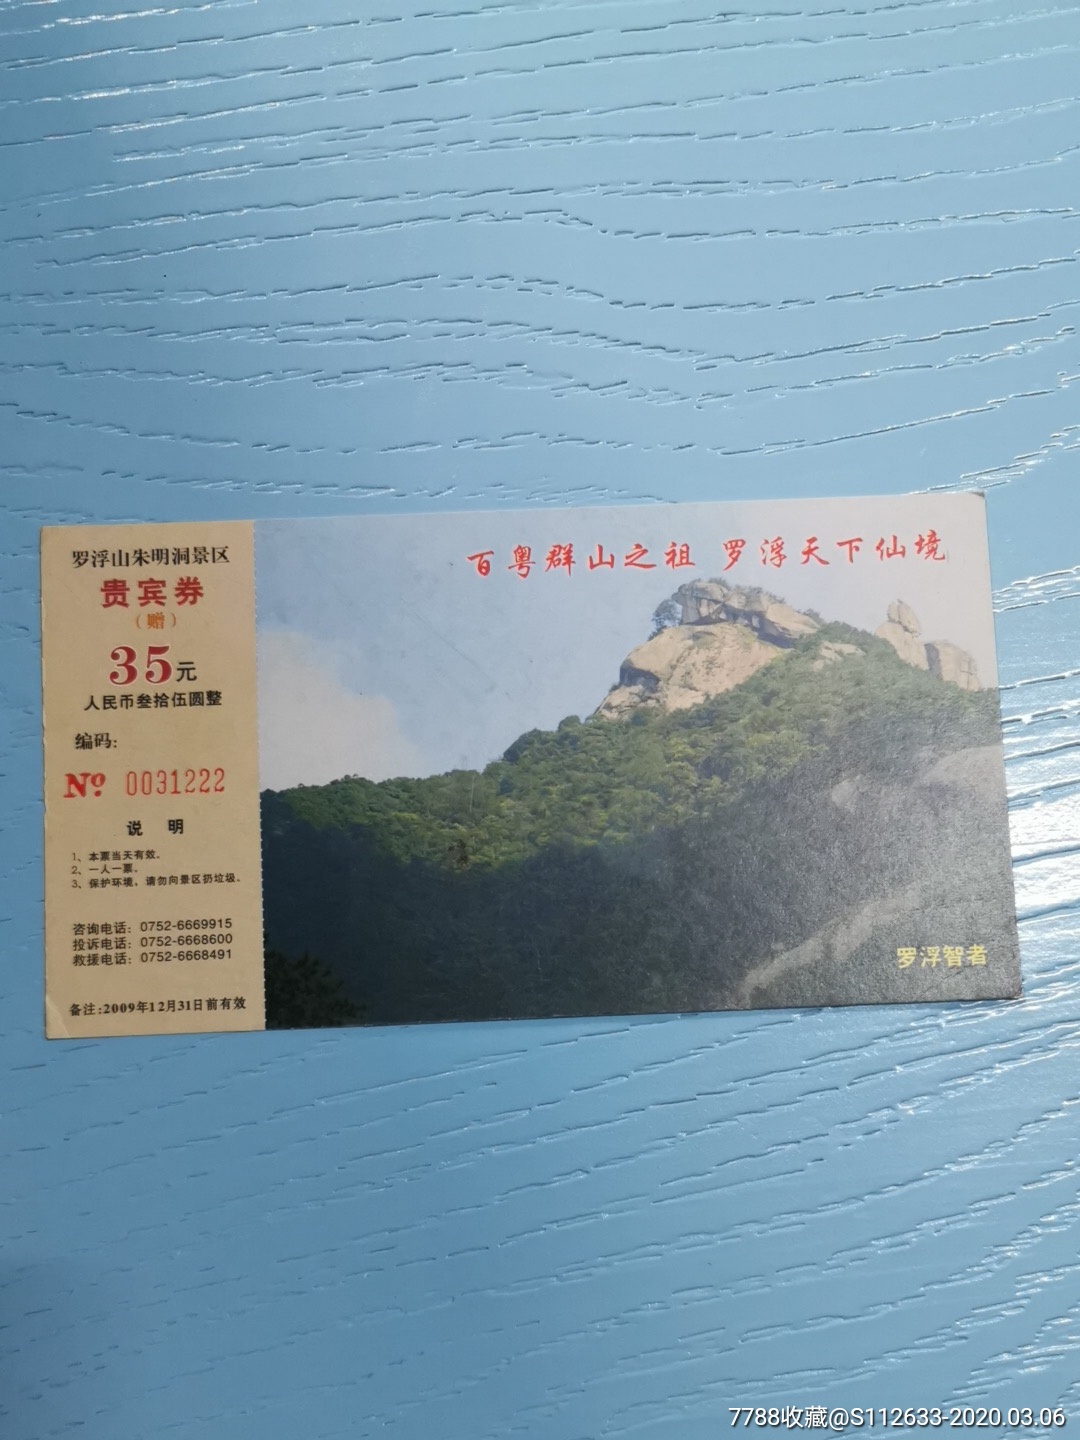 罗浮山朱明洞景区
贵宾券
（赠）
35元
人民币叁拾伍圆整
编码:
No 0031222
说 明
1、本票当天有效。
2、一人一票。
3、保护环境，请勿向景区扔垃圾。
咨询电话：0752-6669915
投诉电话：0752-6668600
救援电话：0752-6668491
备注:2009年12月31日前有效
百粤群山之祖 罗浮天下仙境
罗浮智者
7788收藏@S112633-2020.03.06